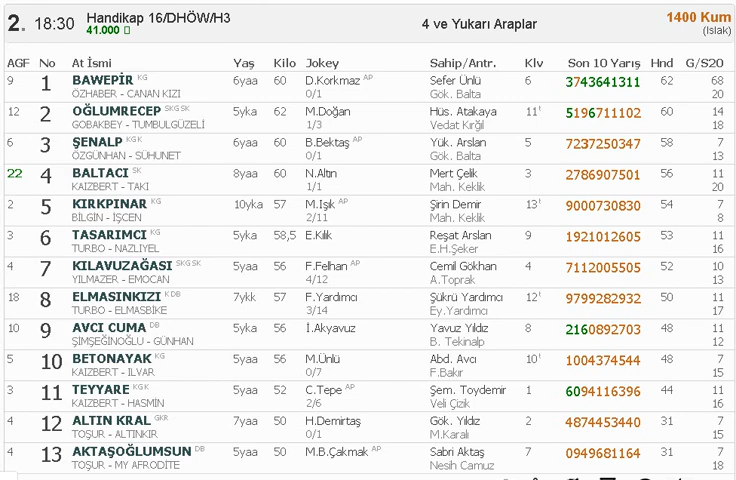 2. 18:30 Handikap 16/DHÖW/H3 4 ve Yukarı Araplar 1400 Kum
41.000 (Islak)
AGF No At İsmi Yaş Kilo Jokey Sahip/Antr. Klv Son 10 Yarış Hnd G/S20
9 1 BAWEPİR KG 6yaa 60 D.Korkmaz AP Sefer Ünlü 6 3743641311 62 68
ÖZHABER - CANAN KIZI 0/1 Gök. Balta 20
12 2 OĞLUMRECEP SKG SK 5yka 62 M.Doğan Hüs. Atakaya 11t 5196711102 60 14
GOBAKBEY - TUMBULGÜZELİ 1/3 Vedat Kırğıl 18
6 3 ŞENALP KG K 6yaa 60 B.Bektaş AP Yük. Arslan 5 7237250347 58 7
ÖZGÜNHAN - SÜHUNET 0/1 Gök. Balta 13
22 4 BALTACI SK 8yaa 60 N.Altın Mert Çelik 3 2786907501 56 11
KAIZBERT - TAKI 1/1 Mah. Keklik 20
2 5 KIRKPINAR KG 10yka 57 M.Işık AP Şirin Demir 13t 9000730830 54 7
BİLGİN - İŞCEN 2/11 Mah. Keklik 8
3 6 TASARIMCI KG 5yka 58,5 E.Kılık Reşat Arslan 9 1921012605 53 11
TURBO - NAZLIYEL E.H.Şeker 16
4 7 KILAVUZAĞASI SKG SK 5yaa 56 F.Felhan AP Cemil Gökhan 4 7112005505 52 10
YILMAZER - EMOCAN 4/12 A.Toprak 13
18 8 ELMASINKIZI K DB 7ykk 57 F.Yardımcı Şükrü Yardımcı 12t 9799282932 50 11
TURBO - ELMASBİKE 3/14 Ey.Yardımcı 17
10 9 AVCI CUMA DB 5yka 56 İ.Akyavuz Yavuz Yıldız 8 2160892703 48 11
ŞİMŞEĞİNOĞLU - GÜNHAN B. Tekinalp 12
5 10 BETONAYAK KG 5yaa 56 M.Ünlü Abd. Avcı 10t 1004374544 48 7
KAIZBERT - ILVAR 0/7 F.Bakır 15
3 11 TEYYARE KG K 5yaa 52 C.Tepe AP Şem. Toydemir 1 6094116396 44 11
KAIZBERT - HASMIN 2/6 Veli Çizik 16
4 12 ALTIN KRAL GKR 7yaa 50 H.Demirtaş Gök. Yıldız 2 4874453440 31 7
TOŞUR - ALTINKIR 0/1 M.Karalı 15
4 13 AKTAŞOĞLUMSUN DB 5yaa 50 M.B.Çakmak AP Sabri Aktaş 7 0949681164 31 7
TOŞUR - MY AFRODİTE Nesih Camuz 18